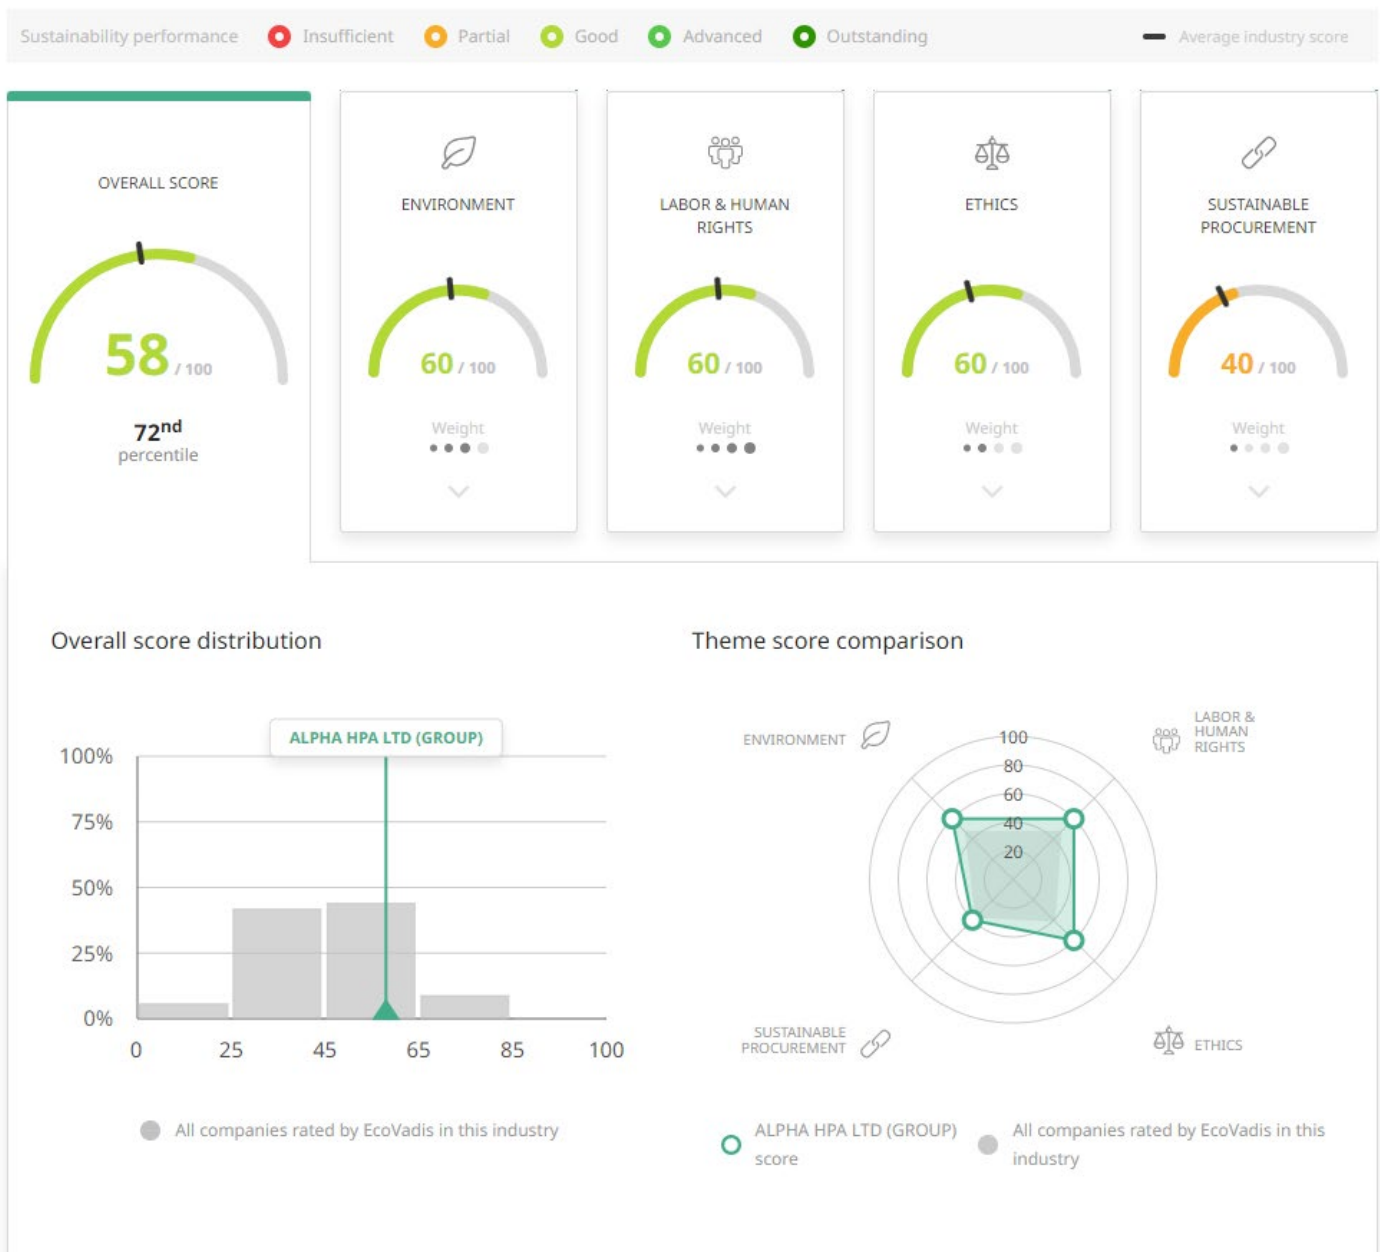 Sustainability performance Insufficient Partial Good Advanced Outstanding Average industry score
OVERALL SCORE
58 / 100
72nd
percentile
ENVIRONMENT
60 / 100
Weight
LABOR & HUMAN
RIGHTS
60 / 100
Weight
ETHICS
60 / 100
Weight
SUSTAINABLE
PROCUREMENT
40 / 100
Weight
Overall score distribution
ALPHA HPA LTD (GROUP)
100%
75%
50%
25%
0%
0 25 45 65 85 100
All companies rated by EcoVadis in this industry
Theme score comparison
ENVIRONMENT
LABOR &
HUMAN
RIGHTS
100
80
60
40
20
SUSTAINABLE
PROCUREMENT
ETHICS
ALPHA HPA LTD (GROUP)
score
All companies rated by EcoVadis in this
industry